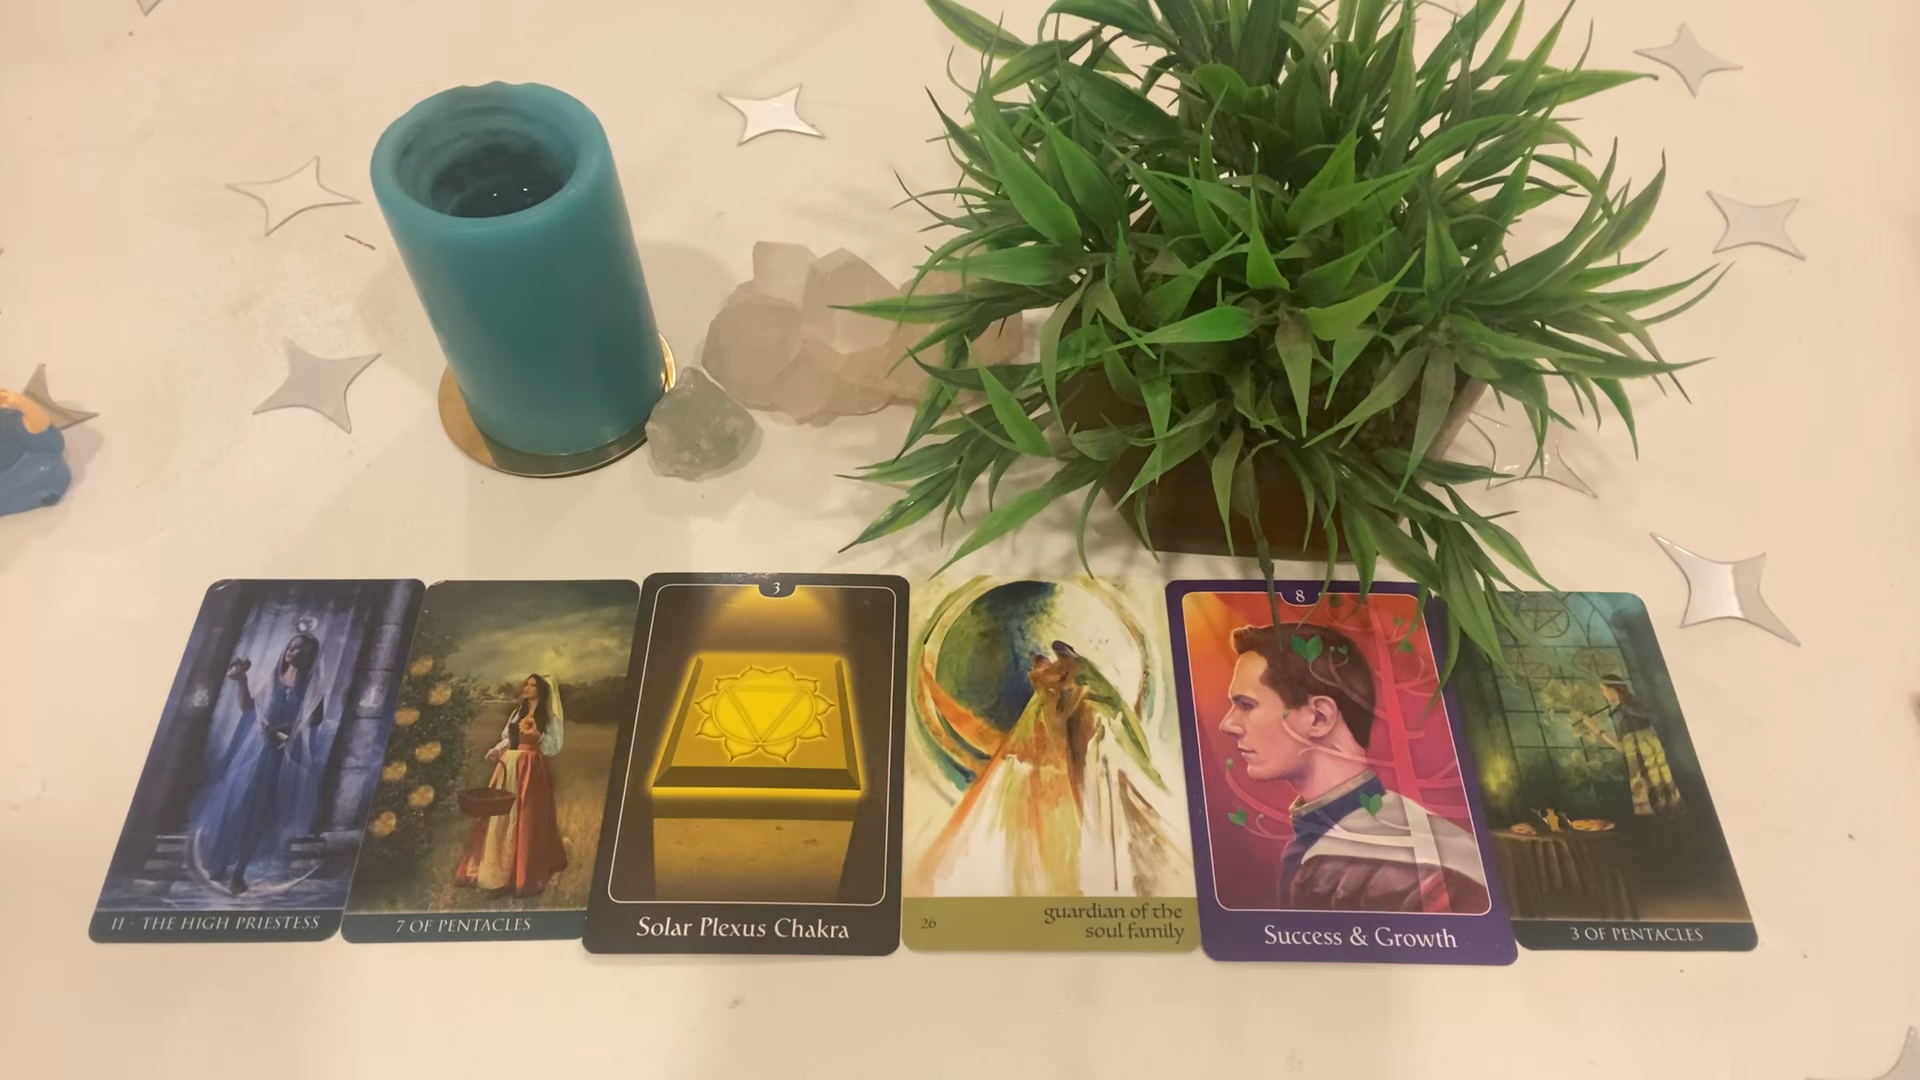 II - THE HIGH PRIESTESS
7 OF PENTACLES
3
Solar Plexus Chakra
26
guardian of the
soul family
8
Success & Growth
3 OF PENTACLES